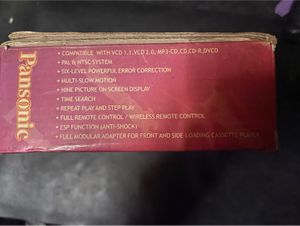 Pansonic
• COMPATIBLE WITH VCD 1.1,VCD 2.0, MP3-CD,CD,CD-R,DVCD
• PAL & NTSC SYSTEM
• SIX-LEVEL POWERFUL ERROR CORRECTION
• MULTI-SLOW MOTION
• NINE PICTURE ON SCREEN DISPLAY
• TIME SEARCH
• REPEAT PLAY AND STEP PLAY
• FULL REMOTE CONTROL / WIRELESS REMOTE CONTROL
• ESP FUNCTION (ANTI-SHOCK)
• FULL MODULAR ADAPTER FOR FRONT AND SIDE-LOADING CASSETTE PLAYER